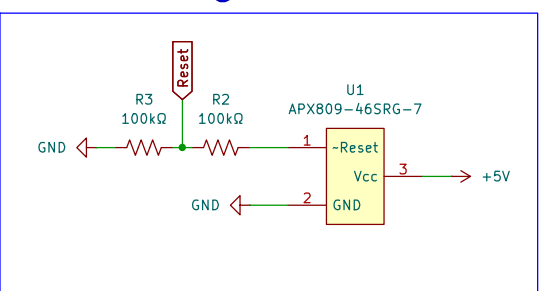 Reset
R3
100kΩ
R2
100kΩ
U1
APX809-46SRG-7
GND
1
~Reset
Vcc
3
+5V
GND
2
GND